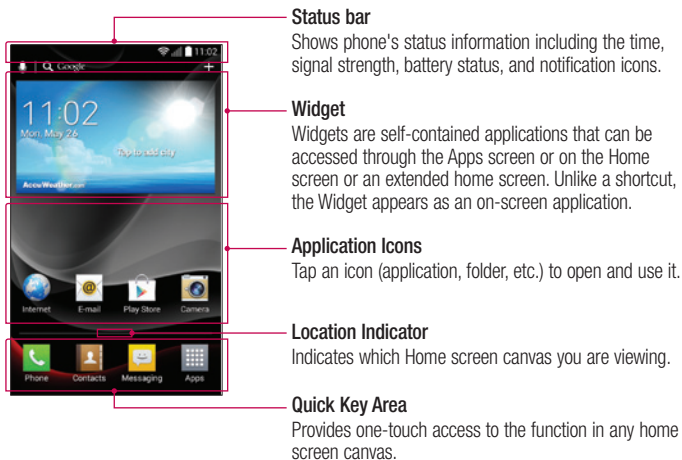 Status bar
Shows phone's status information including the time,
signal strength, battery status, and notification icons.
11:02
Google
+
Widget
Widgets are self-contained applications that can be
accessed through the Apps screen or on the Home
screen or an extended home screen. Unlike a shortcut,
the Widget appears as an on-screen application.
11:02
Mon. May 26
Tap to add city
AccuWeather.com
Application Icons
Tap an icon (application, folder, etc.) to open and use it.
Internet E-mail Play Store Camera
Location Indicator
Indicates which Home screen canvas you are viewing.
Phone Contacts Messaging Apps
Quick Key Area
Provides one-touch access to the function in any home
screen canvas.